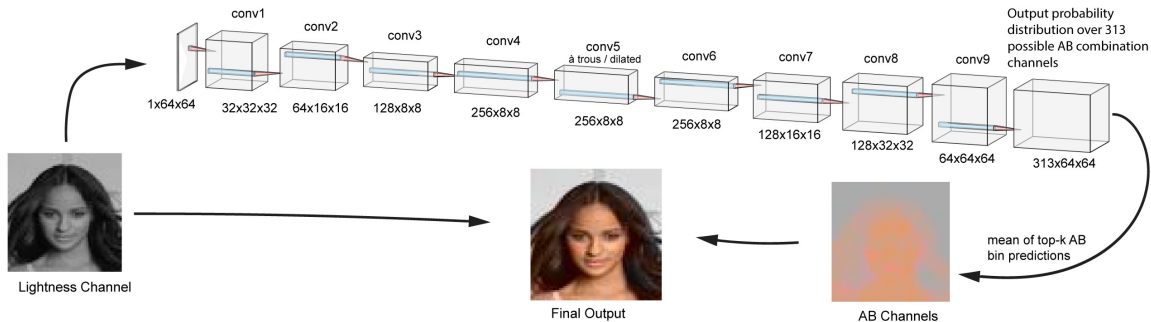 conv1
conv2
conv3
conv4
conv5
à trous / dilated
conv6
conv7
conv8
conv9
Output probability
distribution over 313
possible AB combination
channels
1x64x64
32x32x32
64x16x16
128x8x8
256x8x8
256x8x8
256x8x8
128x16x16
128x32x32
64x64x64
313x64x64
mean of top-k AB
bin predictions
Lightness Channel
Final Output
AB Channels